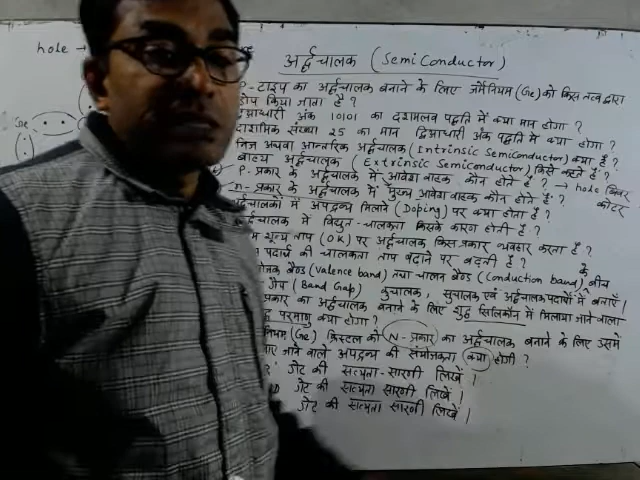 hole →
अर्द्धचालक (Semiconductor)
P-टाइप का अर्द्धचालक बनाने के लिए जर्मेनियम (Ge) को किस तत्व द्वारा
डोप किया जाता है ?
द्विआधारी अंक 10101 का दशमलव पद्धति में क्या मान होगा ?
दाशमिक संख्या 25 का मान द्विआधारी अंक पद्धति में क्या होगा ?
निज अथवा आन्तरिक अर्द्धचालक (Intrinsic Semiconductor) क्या है ?
बाह्य अर्द्धचालक (Extrinsic Semiconductor) किसे कहते हैं ?
P-प्रकार के अर्द्धचालक में आवेश वाहक कौन होते हैं ? → hole
n-प्रकार के अर्द्धचालक में मुख्य आवेश वाहक कौन होते हैं ? कोटर
अर्द्धचालकों में अपद्रव्य मिलाने (Doping) पर क्या होता है ?
अर्द्धचालक में विद्युत-चालकता किसके कारण होती है ?
शून्य ताप (0K) पर अर्द्धचालक किस प्रकार व्यवहार करता है ?
पदार्थ की चालकता ताप बढ़ाने पर बढ़ती है ?
बैण्ड (Valence band) तथा चालन बैण्ड (Conduction band) के बीच
(Band Gap) कुचालक, सुचालक एवं अर्द्धचालक पदार्थों में बताएँ।
प्रकार का अर्द्धचालक बनाने के लिए शुद्ध सिलिकॉन में मिलाया जाने वाला
परमाणु क्या होगा ?
(Ge) क्रिस्टल को N-प्रकार का अर्द्धचालक बनाने के लिए उसमें
जाने वाले अपद्रव्य की संयोजकता क्या होगी ?
गेट की सत्यता-सारणी लिखें।
गेट की सत्यता सारणी लिखें।
गेट की सत्यता सारणी लिखें।